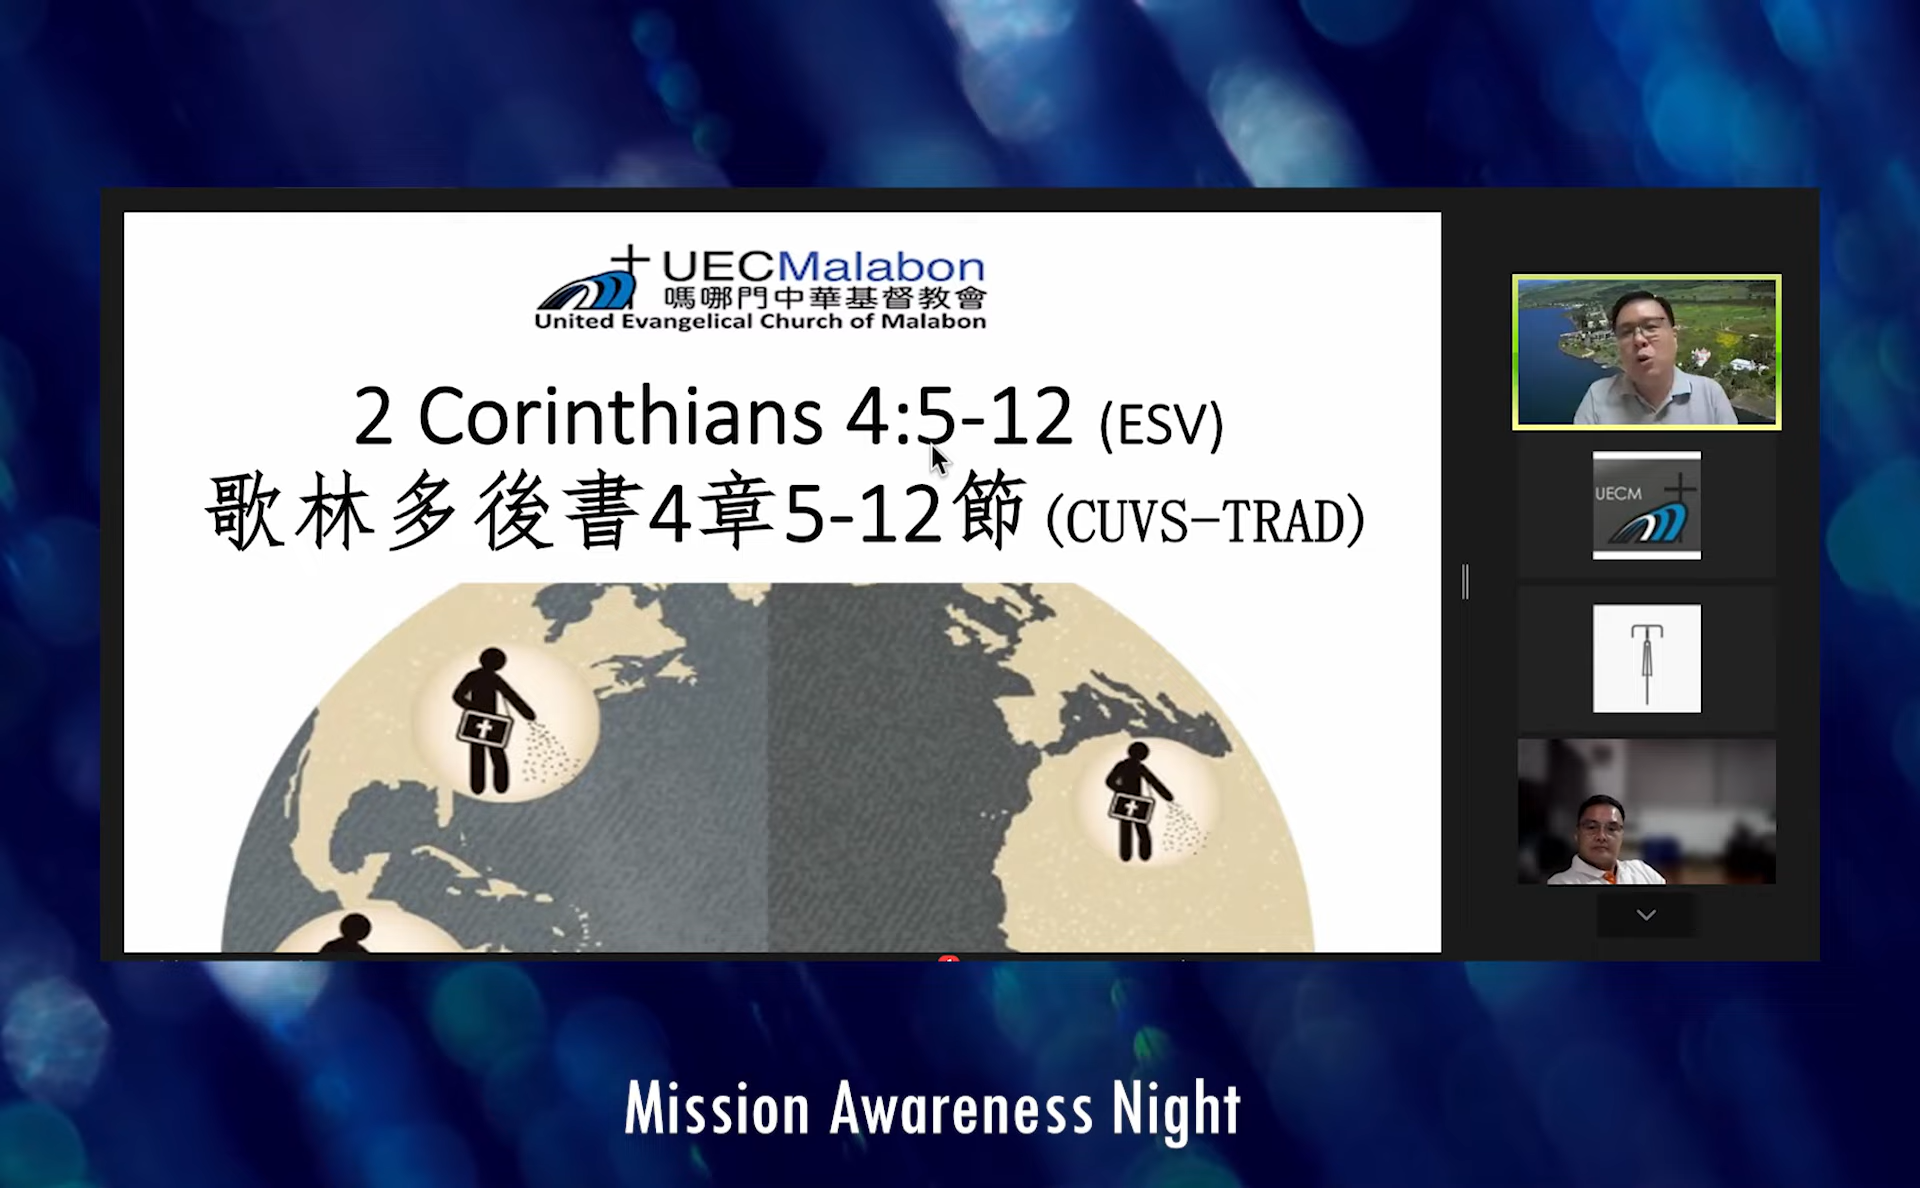 UECMalabon
嗎哪門中華基督教會
United Evangelical Church of Malabon
2 Corinthians 4:5-12 (ESV)
歌林多後書4章5-12節 (CUVS-TRAD)
UECM
Mission Awareness Night